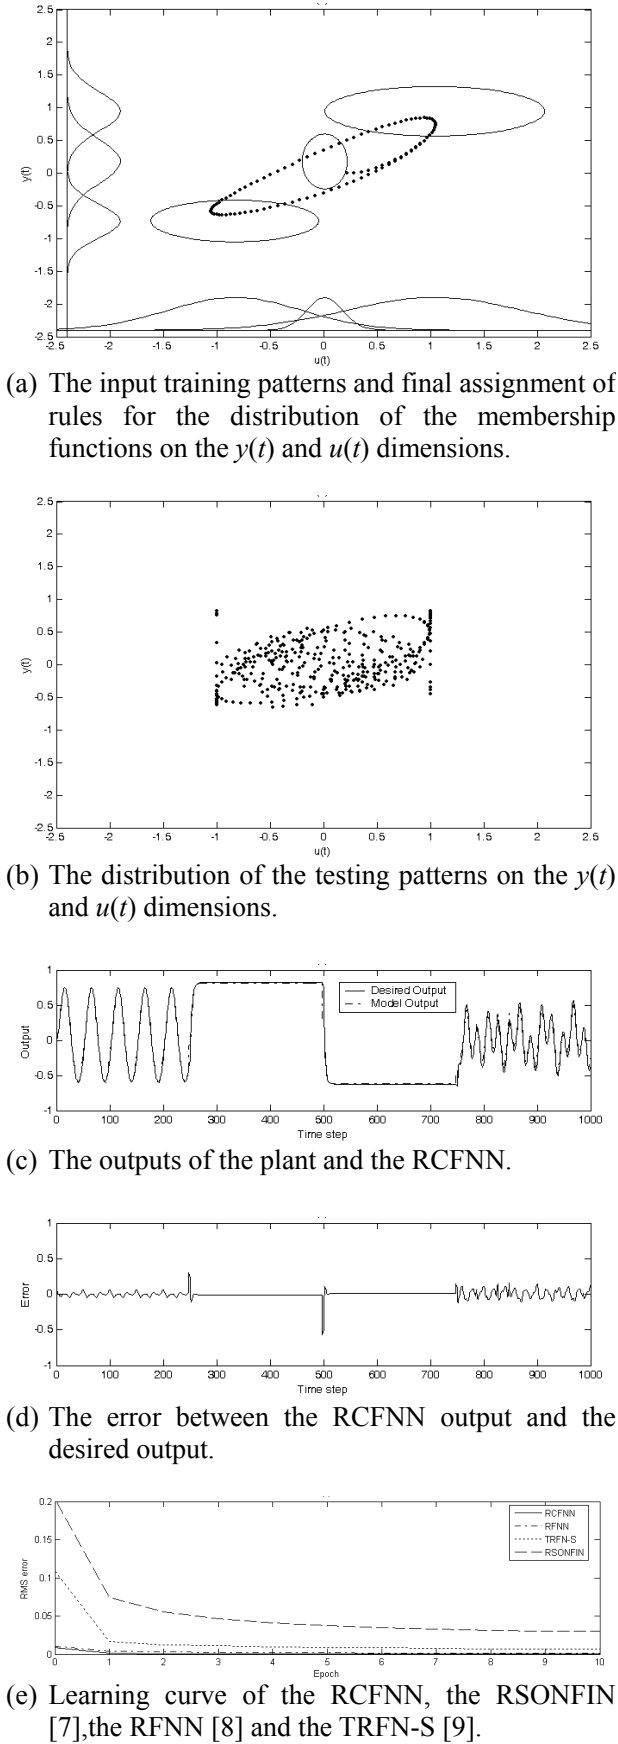 2.5
2
1.5
1
0.5
0
-0.5
-1
-1.5
-2
-2.5
y(t)
-2.5 -2 -1.5 -1 -0.5 0 0.5 1 1.5 2 2.5
u(t)
(a) The input training patterns and final assignment of
rules for the distribution of the membership
functions on the y(t) and u(t) dimensions.
2.5
2
1.5
1
0.5
0
-0.5
-1
-1.5
-2
-2.5
y(t)
-2.5 -2 -1.5 -1 -0.5 0 0.5 1 1.5 2 2.5
u(t)
(b) The distribution of the testing patterns on the y(t)
and u(t) dimensions.
1
0.5
0
-0.5
-1
Output
Desired Output
Model Output
0 100 200 300 400 500 600 700 800 900 1000
Time step
(c) The outputs of the plant and the RCFNN.
1
0.5
0
-0.5
-1
Error
0 100 200 300 400 500 600 700 800 900 1000
Time step
(d) The error between the RCFNN output and the
desired output.
0.2
0.15
0.1
0.05
0
RMS error
RCFNN
RFNN
TRFN-S
RSONFIN
0 1 2 3 4 5 6 7 8 9 10
Epoch
(e) Learning curve of the RCFNN, the RSONFIN
[7],the RFNN [8] and the TRFN-S [9].